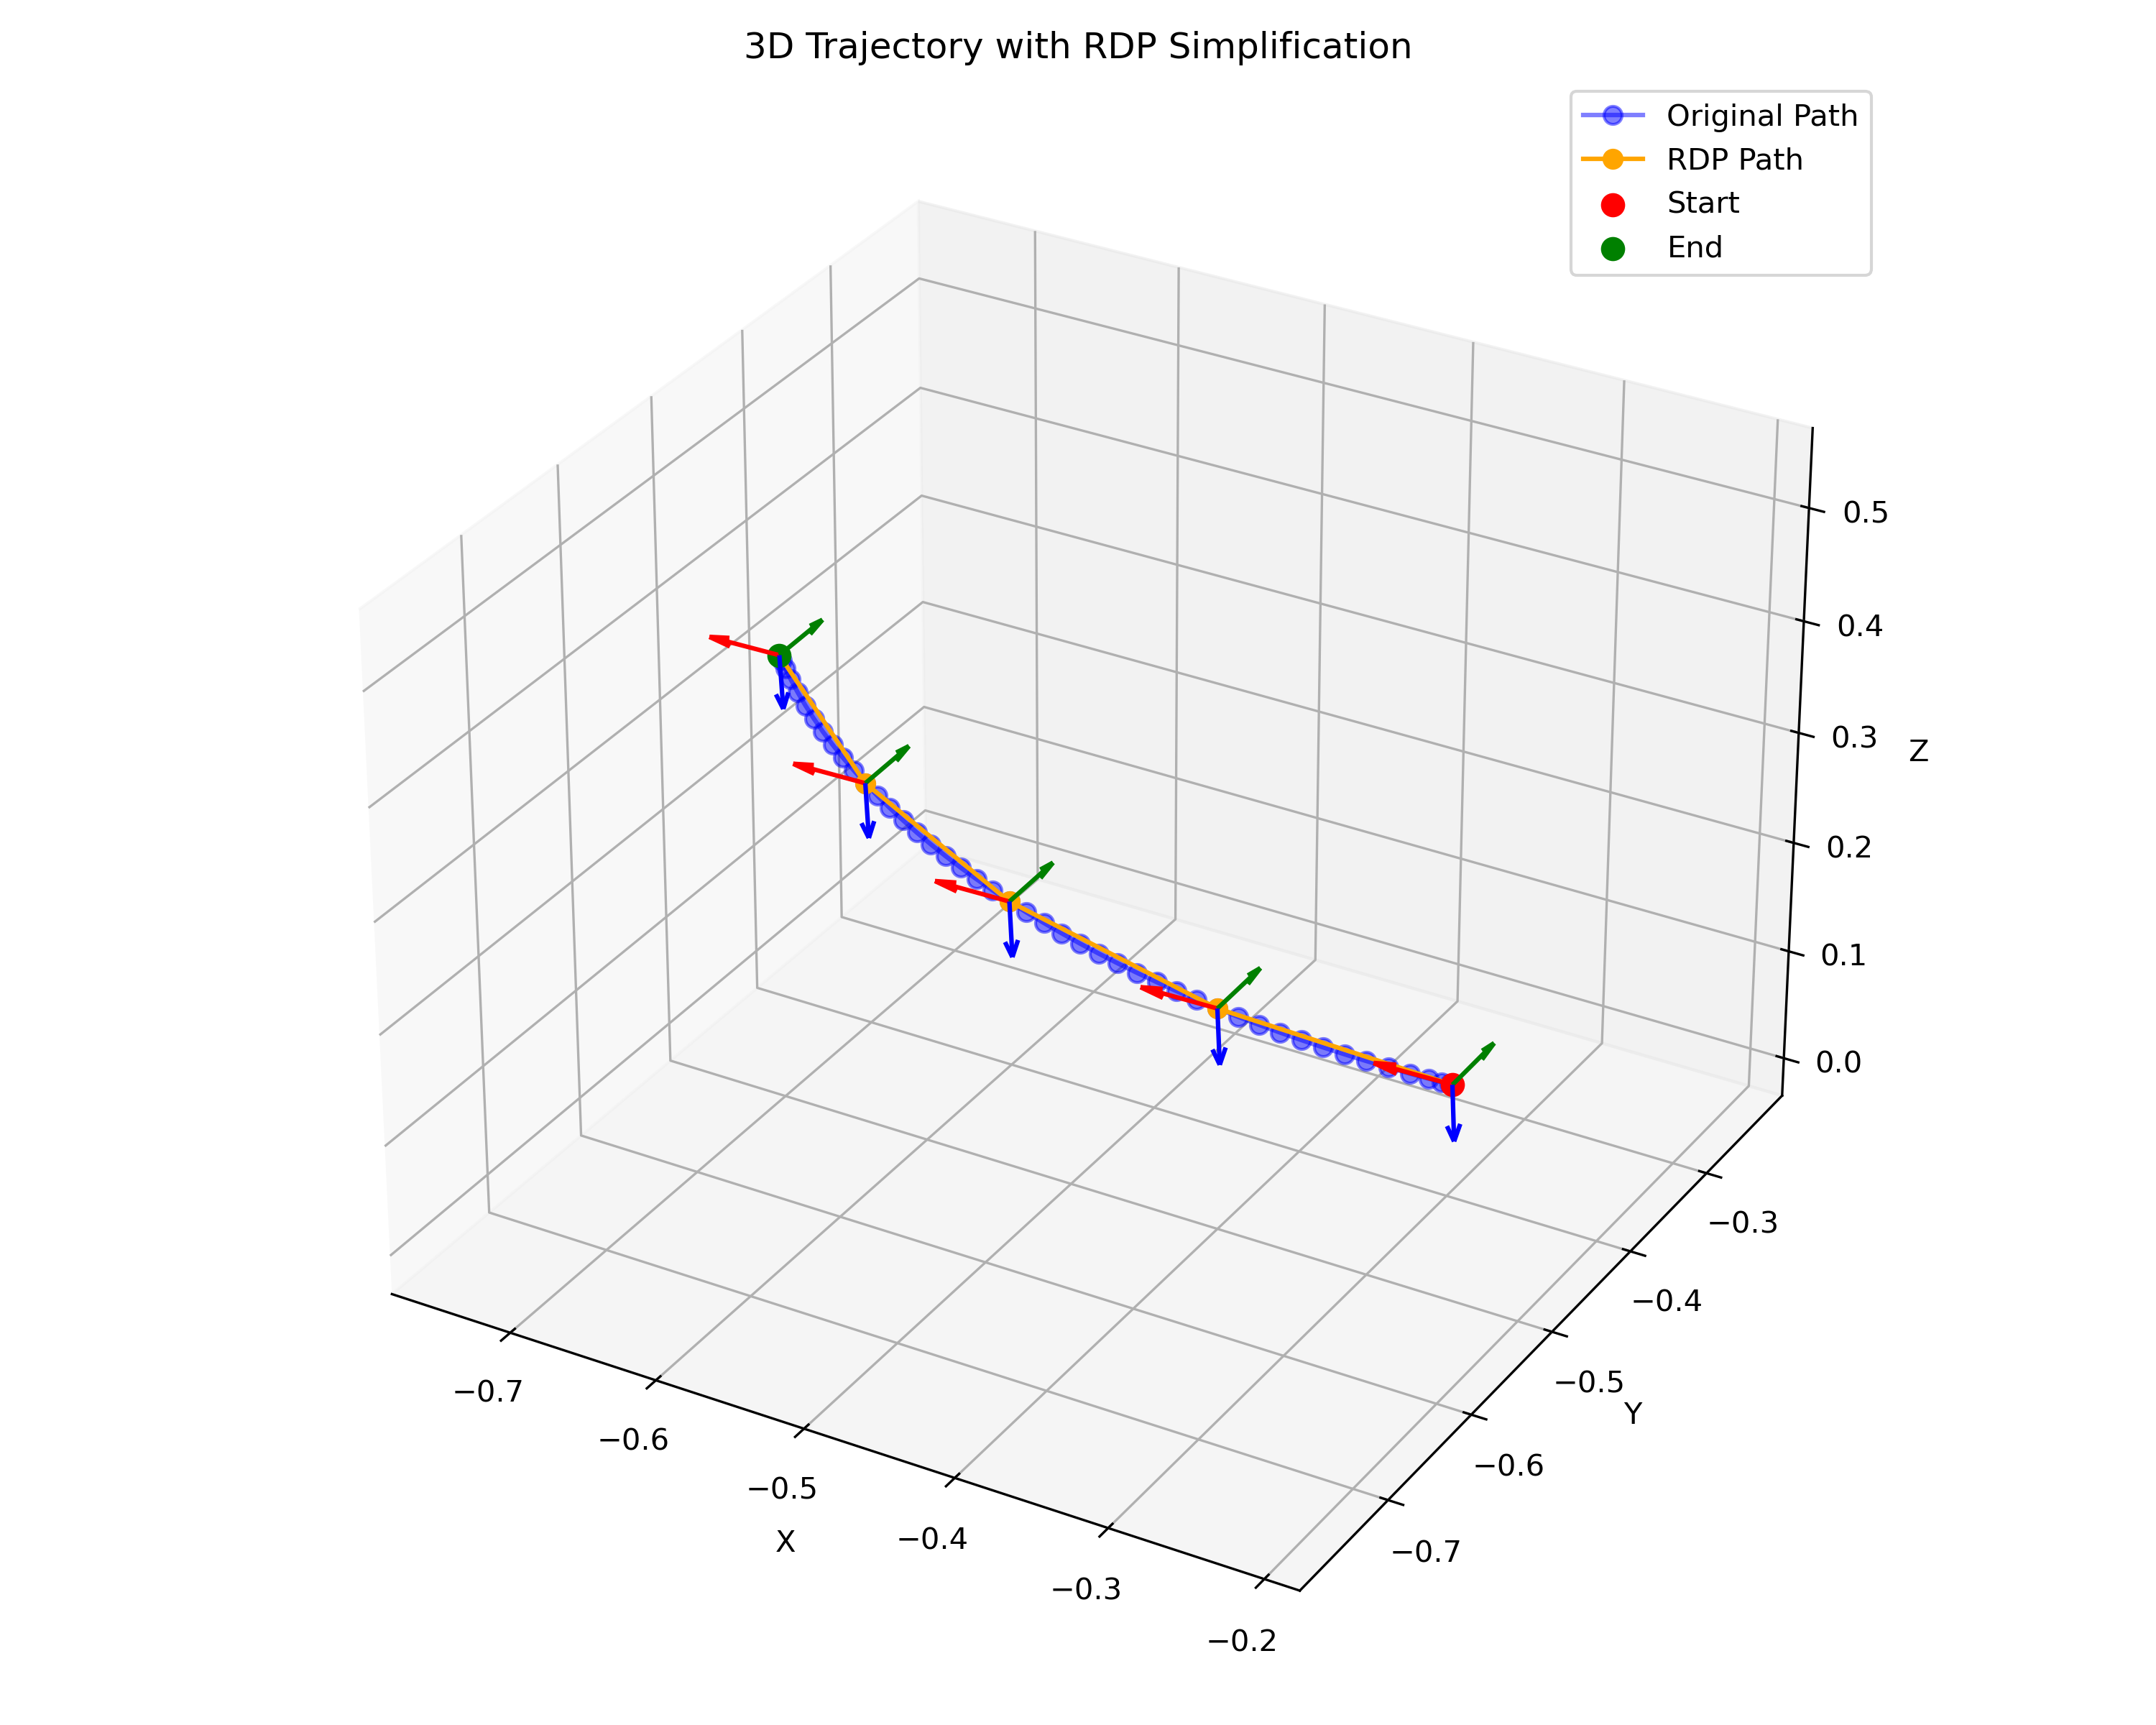 3D Trajectory with RDP Simplification
Original Path
RDP Path
Start
End
0.5
0.4
0.3
Z
0.2
0.1
0.0
−0.3
−0.4
−0.5
Y
−0.6
−0.7
−0.7
−0.6
−0.5
X
−0.4
−0.3
−0.2